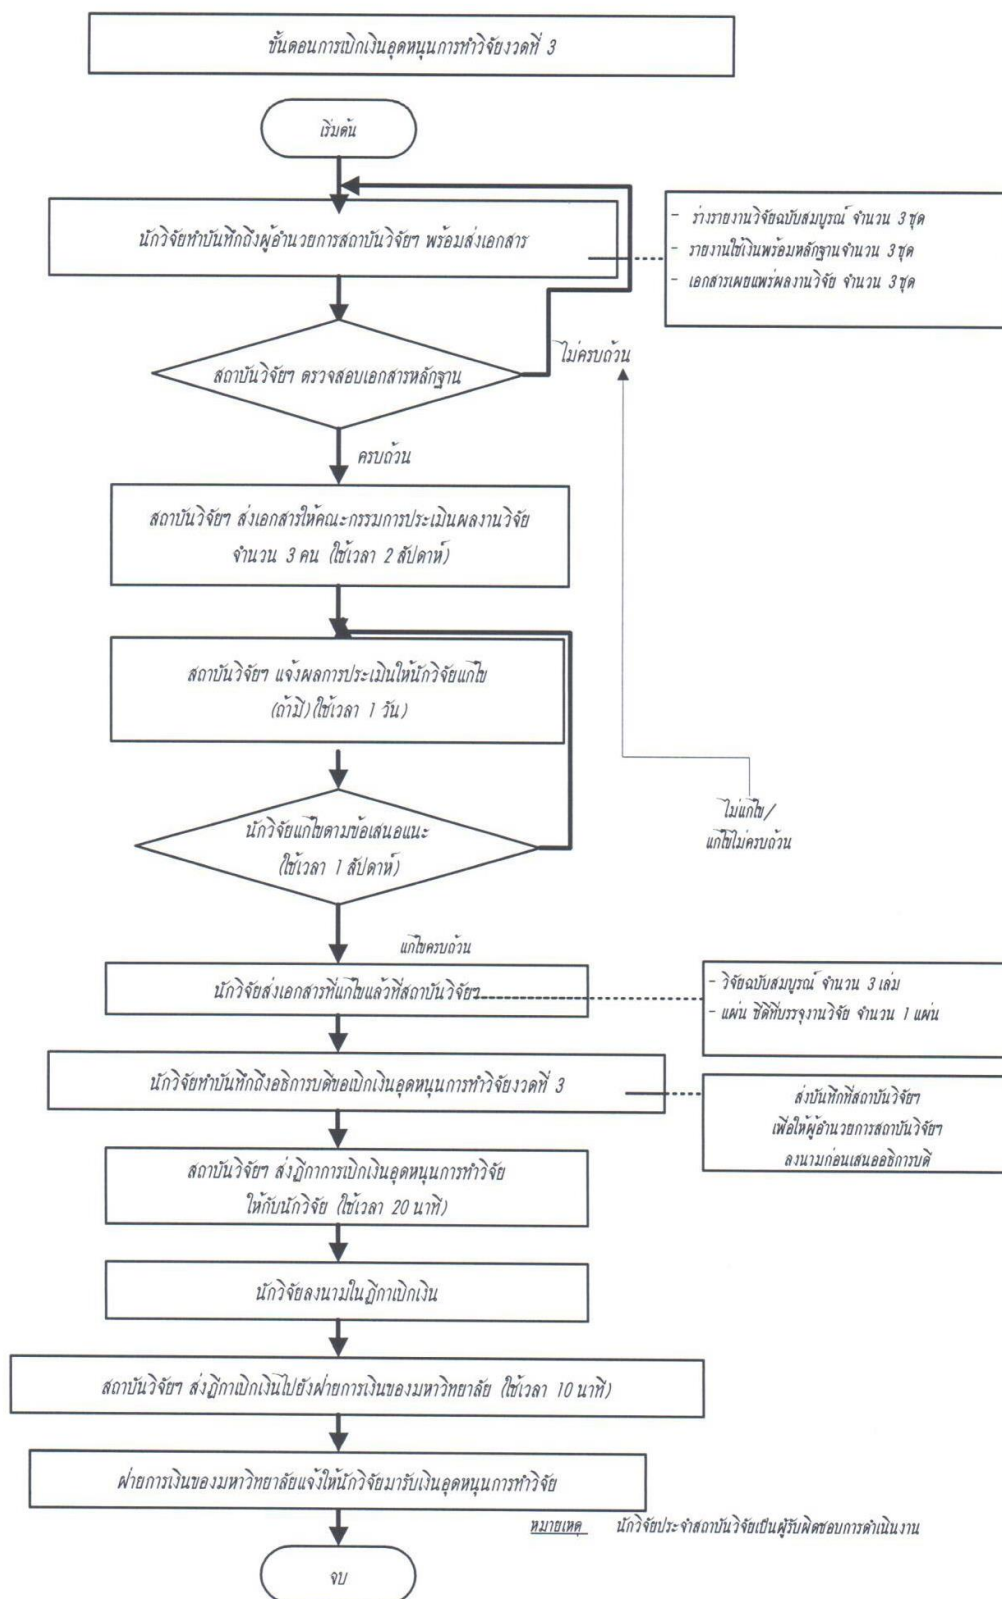 ขั้นตอนการเบิกเงินอุดหนุนการทำวิจัยงวดที่ 3
เริ่มต้น
นักวิจัยทำบันทึกถึงผู้อำนวยการสถาบันวิจัยฯ พร้อมส่งเอกสาร
- ร่างรายงานวิจัยฉบับสมบูรณ์ จำนวน 3 ชุด
- รายงานใช้เงินพร้อมหลักฐานจำนวน 3 ชุด
- เอกสารเผยแพร่ผลงานวิจัย จำนวน 3 ชุด
ไม่ครบถ้วน
สถาบันวิจัยฯ ตรวจสอบเอกสารหลักฐาน
ครบถ้วน
สถาบันวิจัยฯ ส่งเอกสารให้คณะกรรมการประเมินผลงานวิจัย
จำนวน 3 คน (ใช้เวลา 2 สัปดาห์)
สถาบันวิจัยฯ แจ้งผลการประเมินให้นักวิจัยแก้ไข
(ถ้ามี) (ใช้เวลา 1 วัน)
ไม่แก้ไข/
แก้ไขไม่ครบถ้วน
นักวิจัยแก้ไขตามข้อเสนอแนะ
(ใช้เวลา 1 สัปดาห์)
แก้ไขครบถ้วน
นักวิจัยส่งเอกสารที่แก้ไขแล้วที่สถาบันวิจัยฯ
- วิจัยฉบับสมบูรณ์ จำนวน 3 เล่ม
- แผ่น ซีดีที่บรรจุงานวิจัย จำนวน 1 แผ่น
นักวิจัยทำบันทึกถึงอธิการบดีขอเบิกเงินอุดหนุนการทำวิจัยงวดที่ 3
ส่งบันทึกที่สถาบันวิจัยฯ
เพื่อให้ผู้อำนวยการสถาบันวิจัยฯ
ลงนามก่อนเสนออธิการบดี
สถาบันวิจัยฯ ส่งฎีกาการเบิกเงินอุดหนุนการทำวิจัย
ให้กับนักวิจัย (ใช้เวลา 20 นาที)
นักวิจัยลงนามในฎีกาเบิกเงิน
สถาบันวิจัยฯ ส่งฎีกาเบิกเงินไปยังฝ่ายการเงินของมหาวิทยาลัย (ใช้เวลา 10 นาที)
ฝ่ายการเงินของมหาวิทยาลัยแจ้งให้นักวิจัยมารับเงินอุดหนุนการทำวิจัย
หมายเหตุ นักวิจัยประจำสถาบันวิจัยเป็นผู้รับผิดชอบการดำเนินงาน
จบ